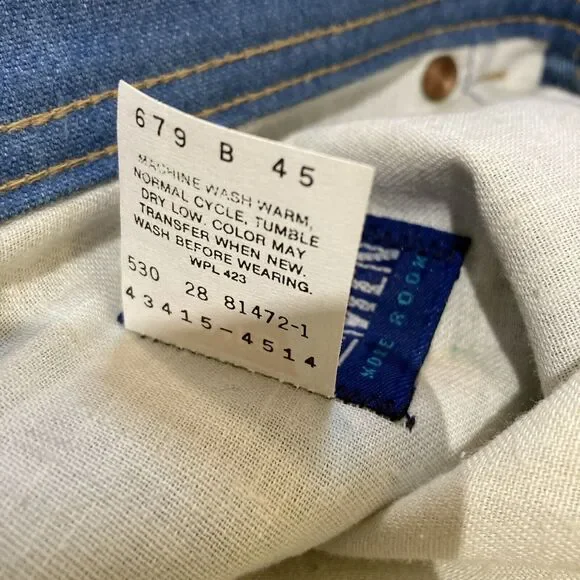 679 B 45
MACHINE WASH WARM,
NORMAL CYCLE, TUMBLE
DRY LOW. COLOR MAY
TRANSFER WHEN NEW.
WASH BEFORE WEARING.
WPL 423
530 28 81472-1
43415-4514
ROOM